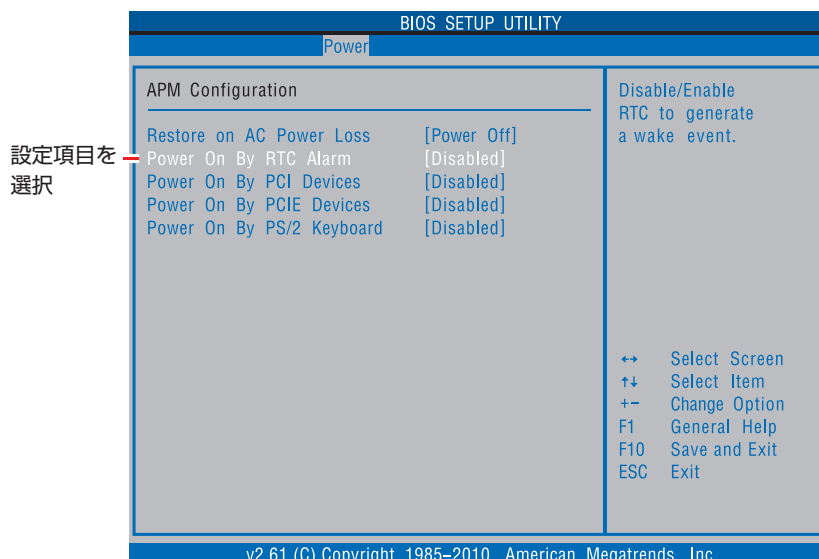 BIOS SETUP UTILITY
Power
APM Configuration
Restore on AC Power Loss [Power Off]
Power On By RTC Alarm [Disabled]
Power On By PCI Devices [Disabled]
Power On By PCIE Devices [Disabled]
Power On By PS/2 Keyboard [Disabled]
設定項目を
選択
Disable/Enable
RTC to generate
a wake event.
↔ Select Screen
↑↓ Select Item
+− Change Option
F1 General Help
F10 Save and Exit
ESC Exit
v2.61 (C) Copyright 1985–2010, American Megatrends, Inc.